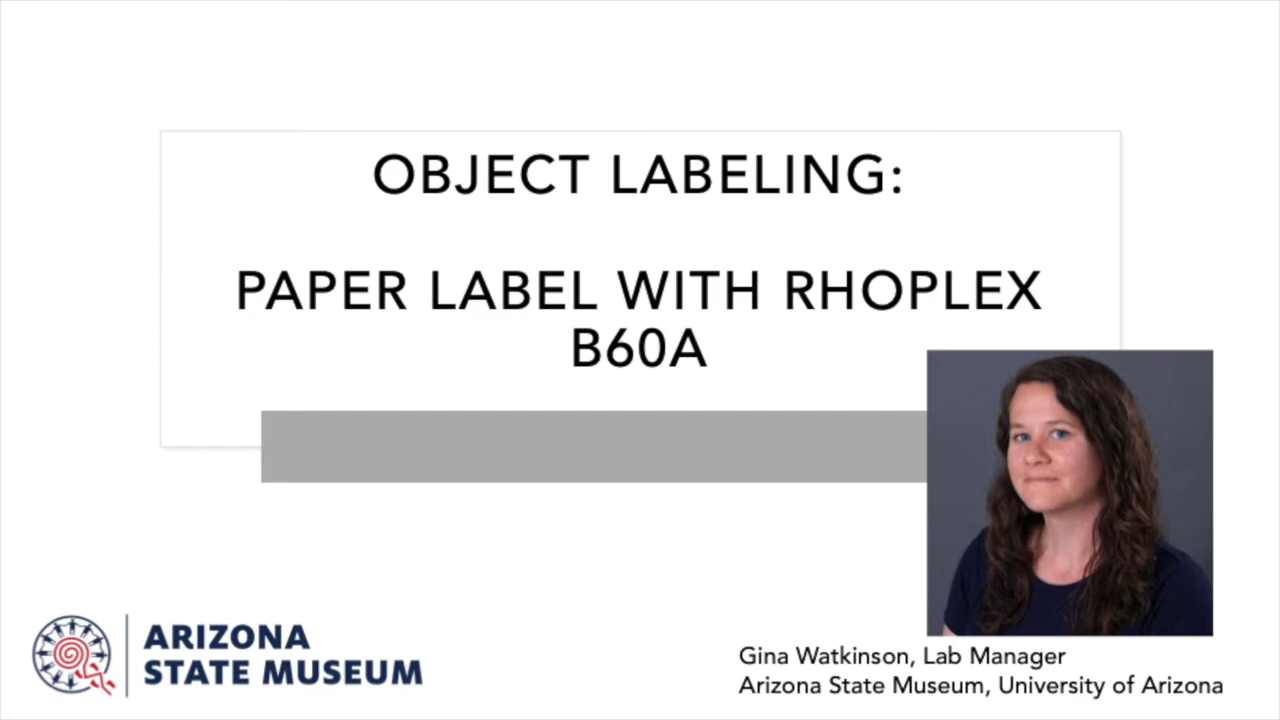 OBJECT LABELING:
PAPER LABEL WITH RHOPLEX
B60A
ARIZONA
STATE MUSEUM
Gina Watkinson, Lab Manager
Arizona State Museum, University of Arizona